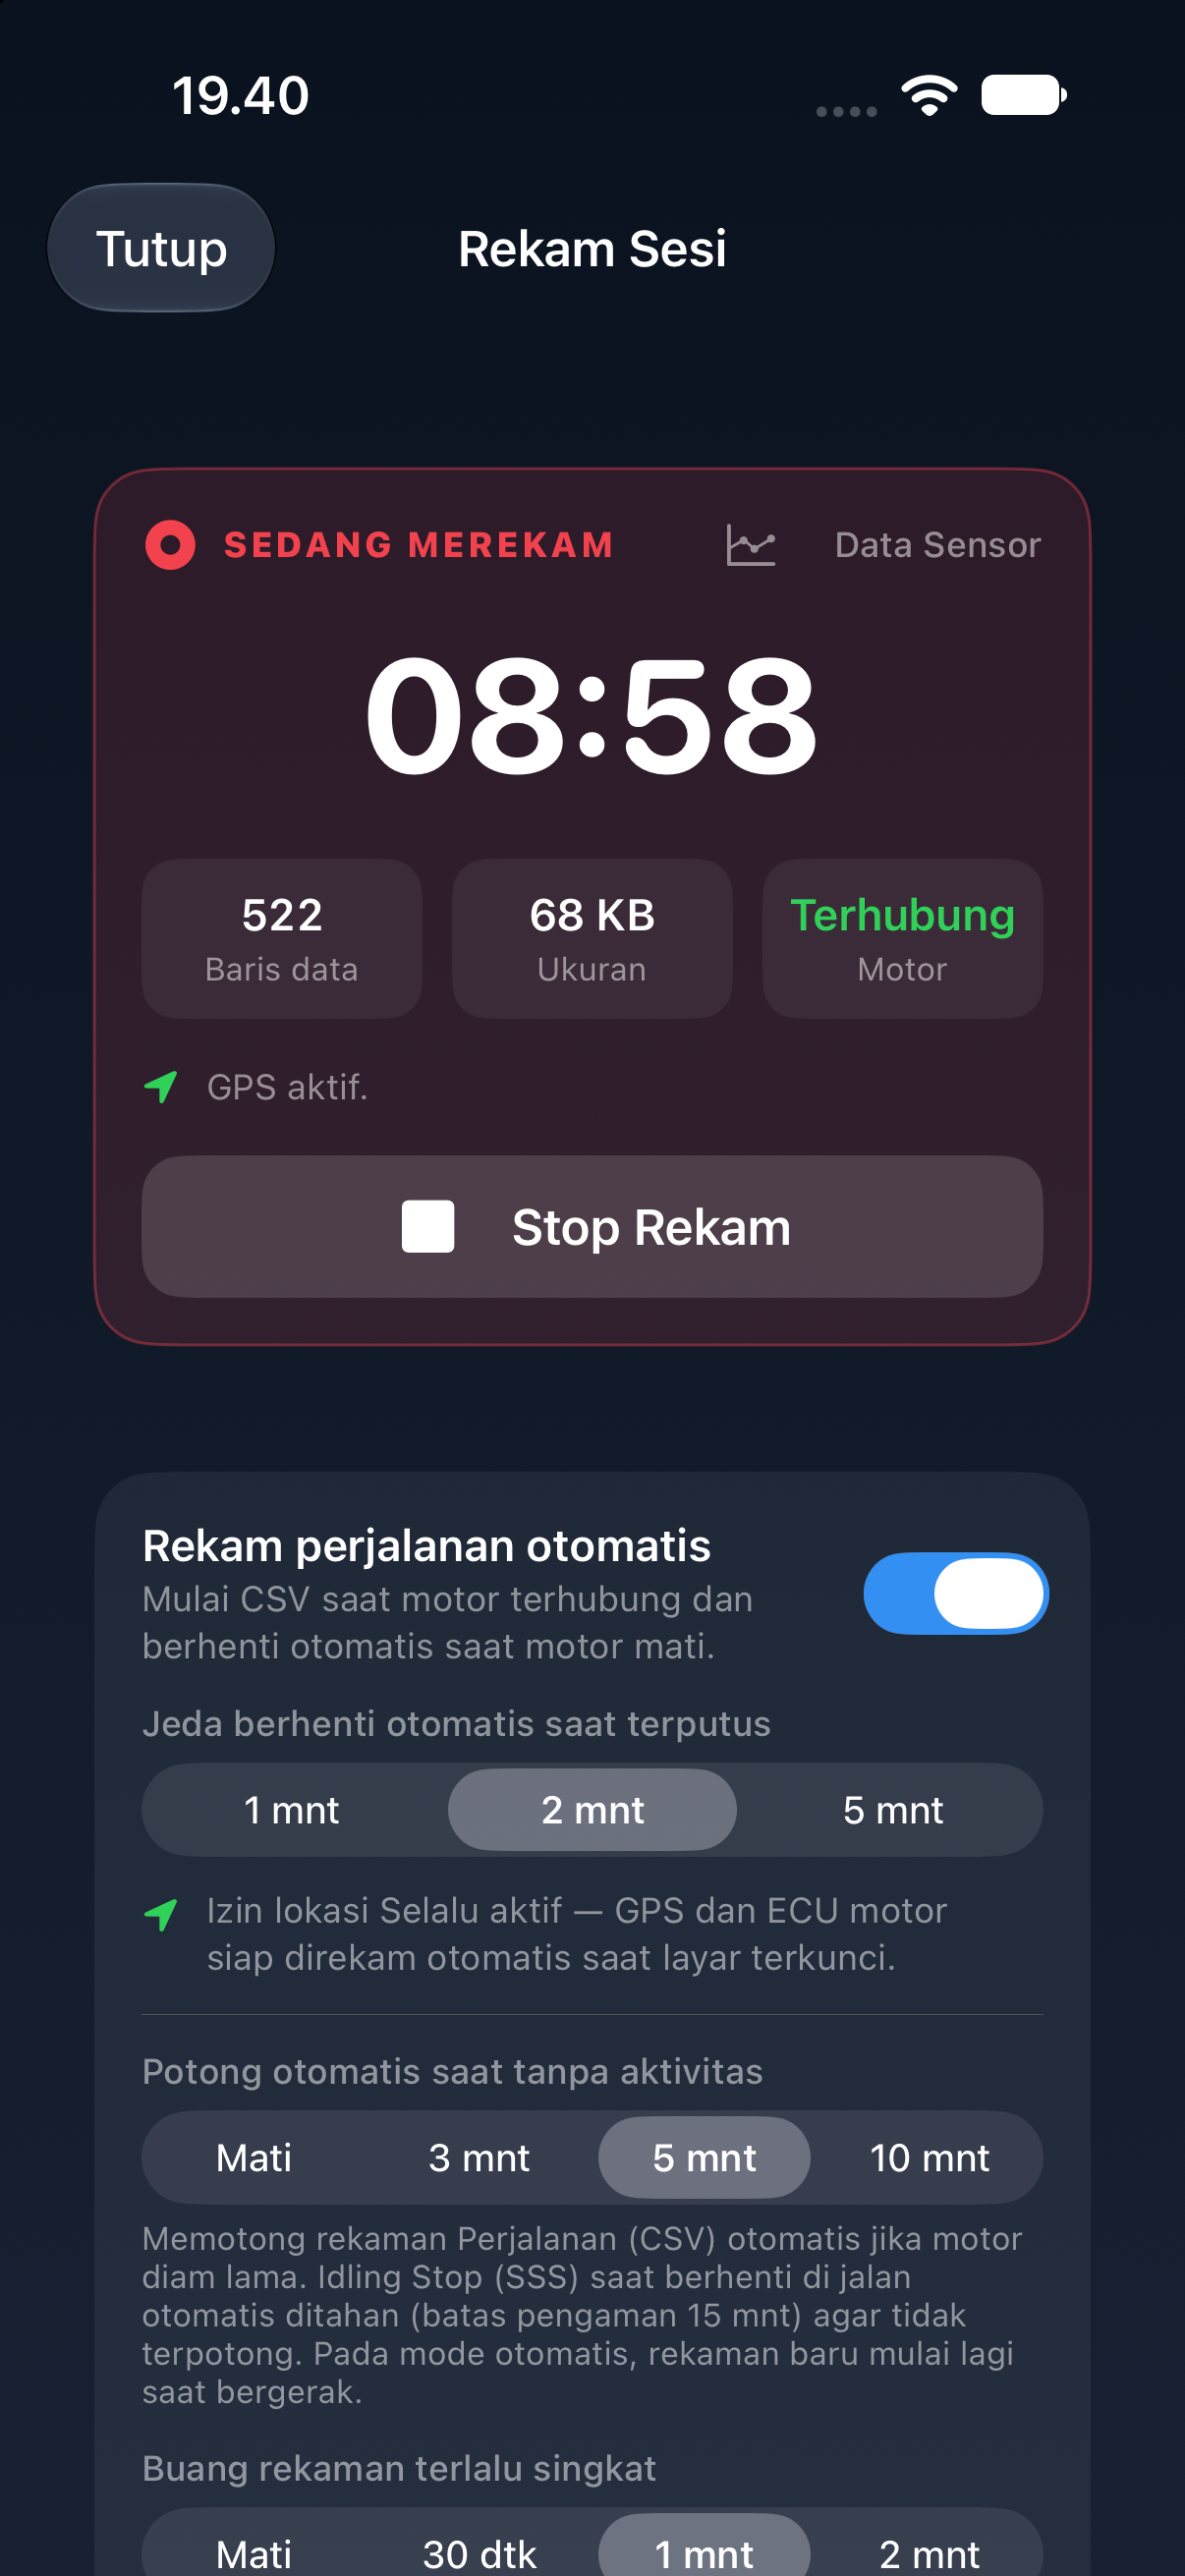 19.40
Tutup
Rekam Sesi
SEDANG MEREKAM
Data Sensor
08:58
522
Baris data
68 KB
Ukuran
Terhubung
Motor
GPS aktif.
Stop Rekam
Rekam perjalanan otomatis
Mulai CSV saat motor terhubung dan
berhenti otomatis saat motor mati.
Jeda berhenti otomatis saat terputus
1 mnt
2 mnt
5 mnt
Izin lokasi Selalu aktif — GPS dan ECU motor
siap direkam otomatis saat layar terkunci.
Potong otomatis saat tanpa aktivitas
Mati
3 mnt
5 mnt
10 mnt
Memotong rekaman Perjalanan (CSV) otomatis jika motor
diam lama. Idling Stop (SSS) saat berhenti di jalan
otomatis ditahan (batas pengaman 15 mnt) agar tidak
terpotong. Pada mode otomatis, rekaman baru mulai lagi
saat bergerak.
Buang rekaman terlalu singkat
Mati
30 dtk
1 mnt
2 mnt